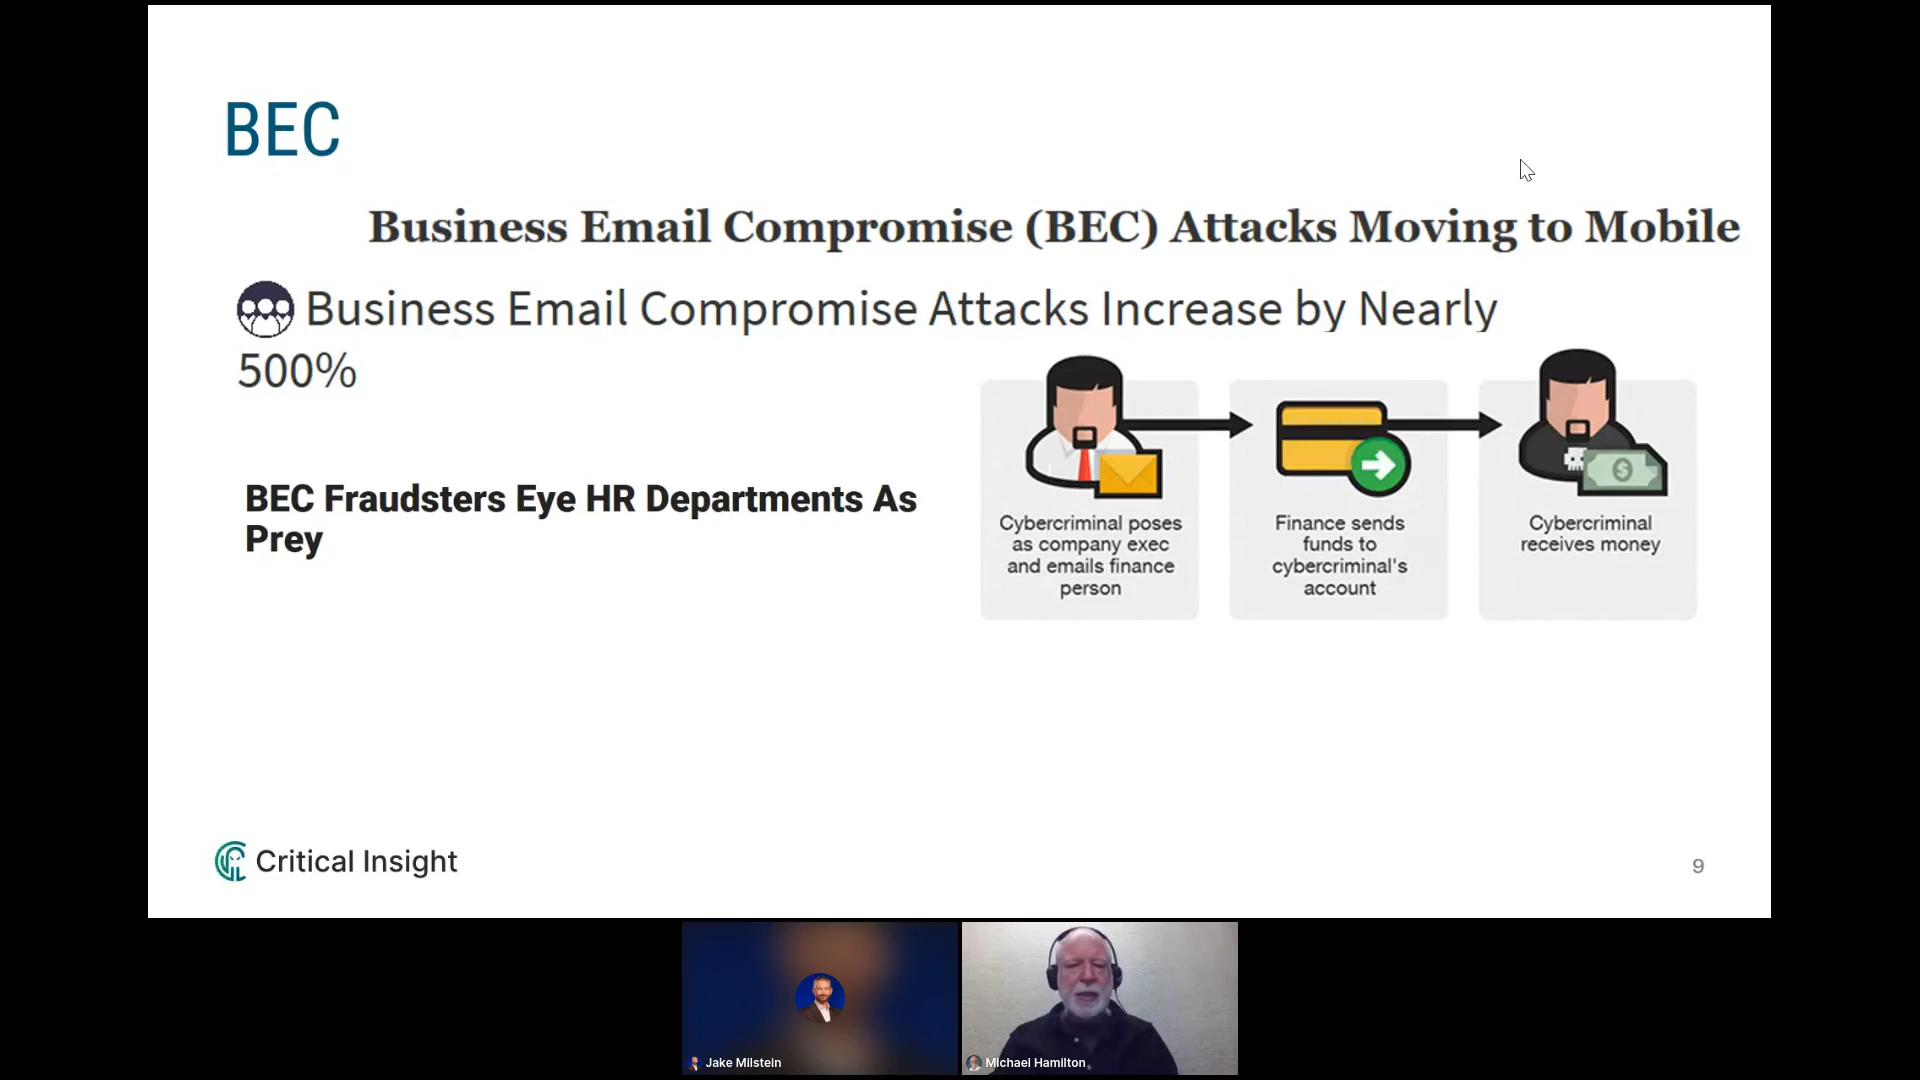 BEC
Business Email Compromise (BEC) Attacks Moving to Mobile
Business Email Compromise Attacks Increase by Nearly
500%
BEC Fraudsters Eye HR Departments As
Prey
Cybercriminal poses
as company exec
and emails finance
person
Finance sends
funds to
cybercriminal's
account
Cybercriminal
receives money
Critical Insight
9
Jake Milstein
Michael Hamilton